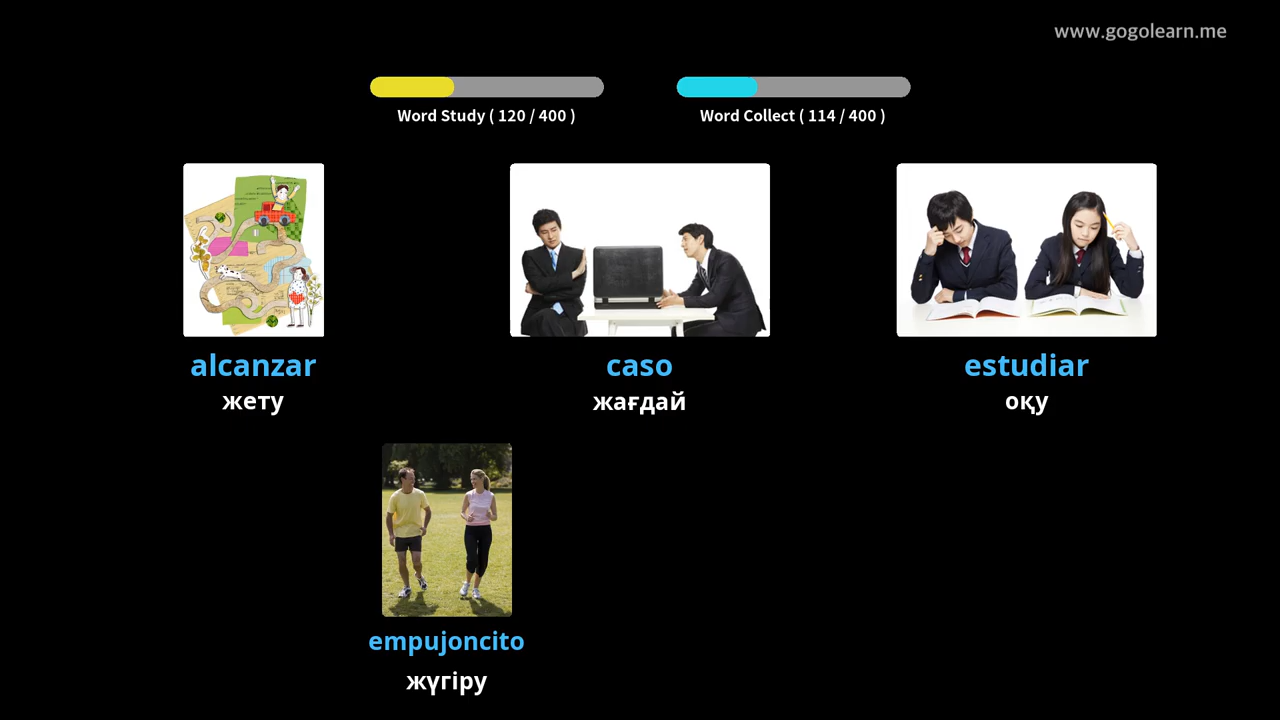 www.gogolearn.me
Word Study ( 120 / 400 )
Word Collect ( 114 / 400 )
alcanzar
жету
caso
жағдай
estudiar
оқу
empujoncito
жүгіру